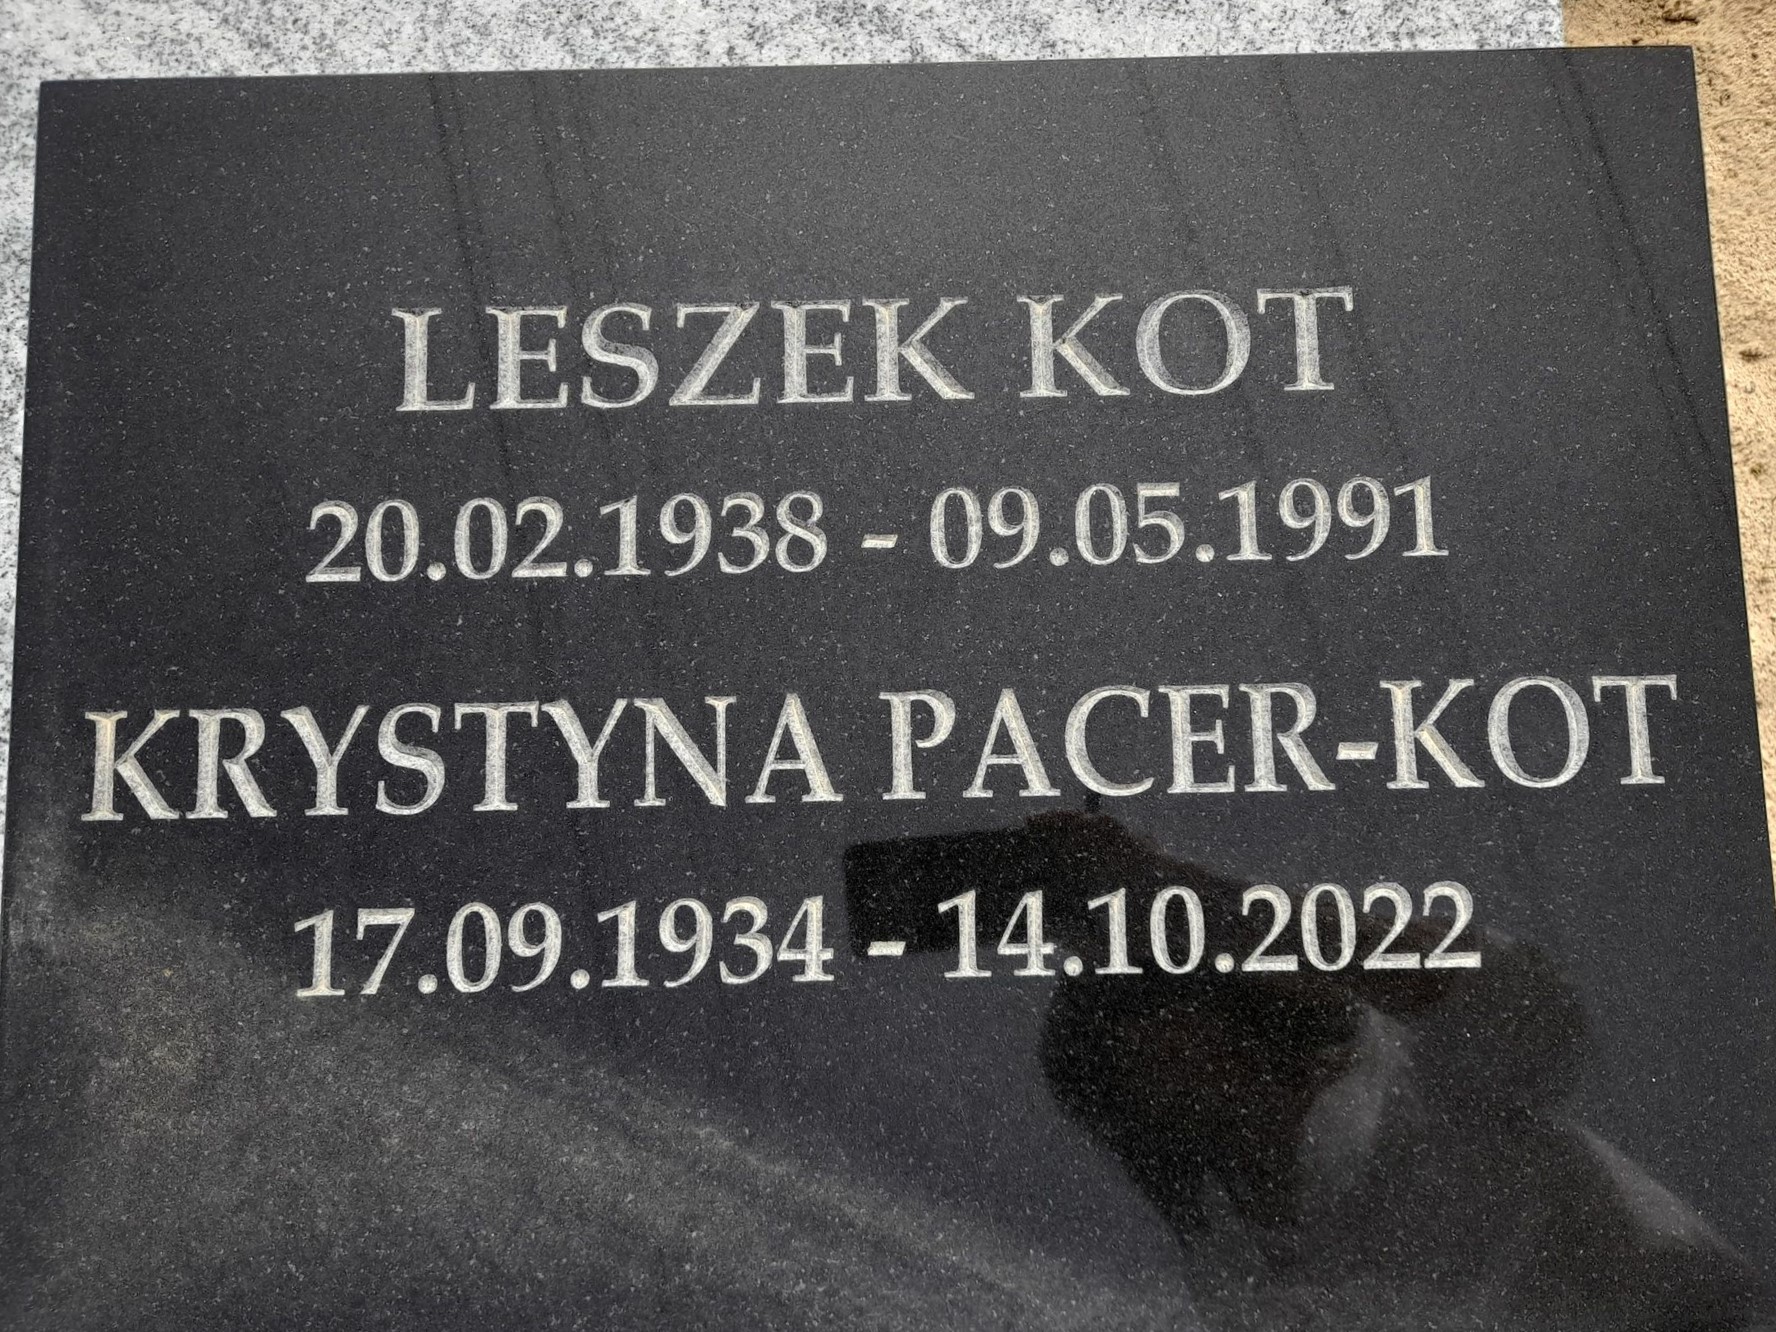 LESZEK KOT
20.02.1938 - 09.05.1991
KRYSTYNA PACER-KOT
17.09.1934 - 14.10.2022